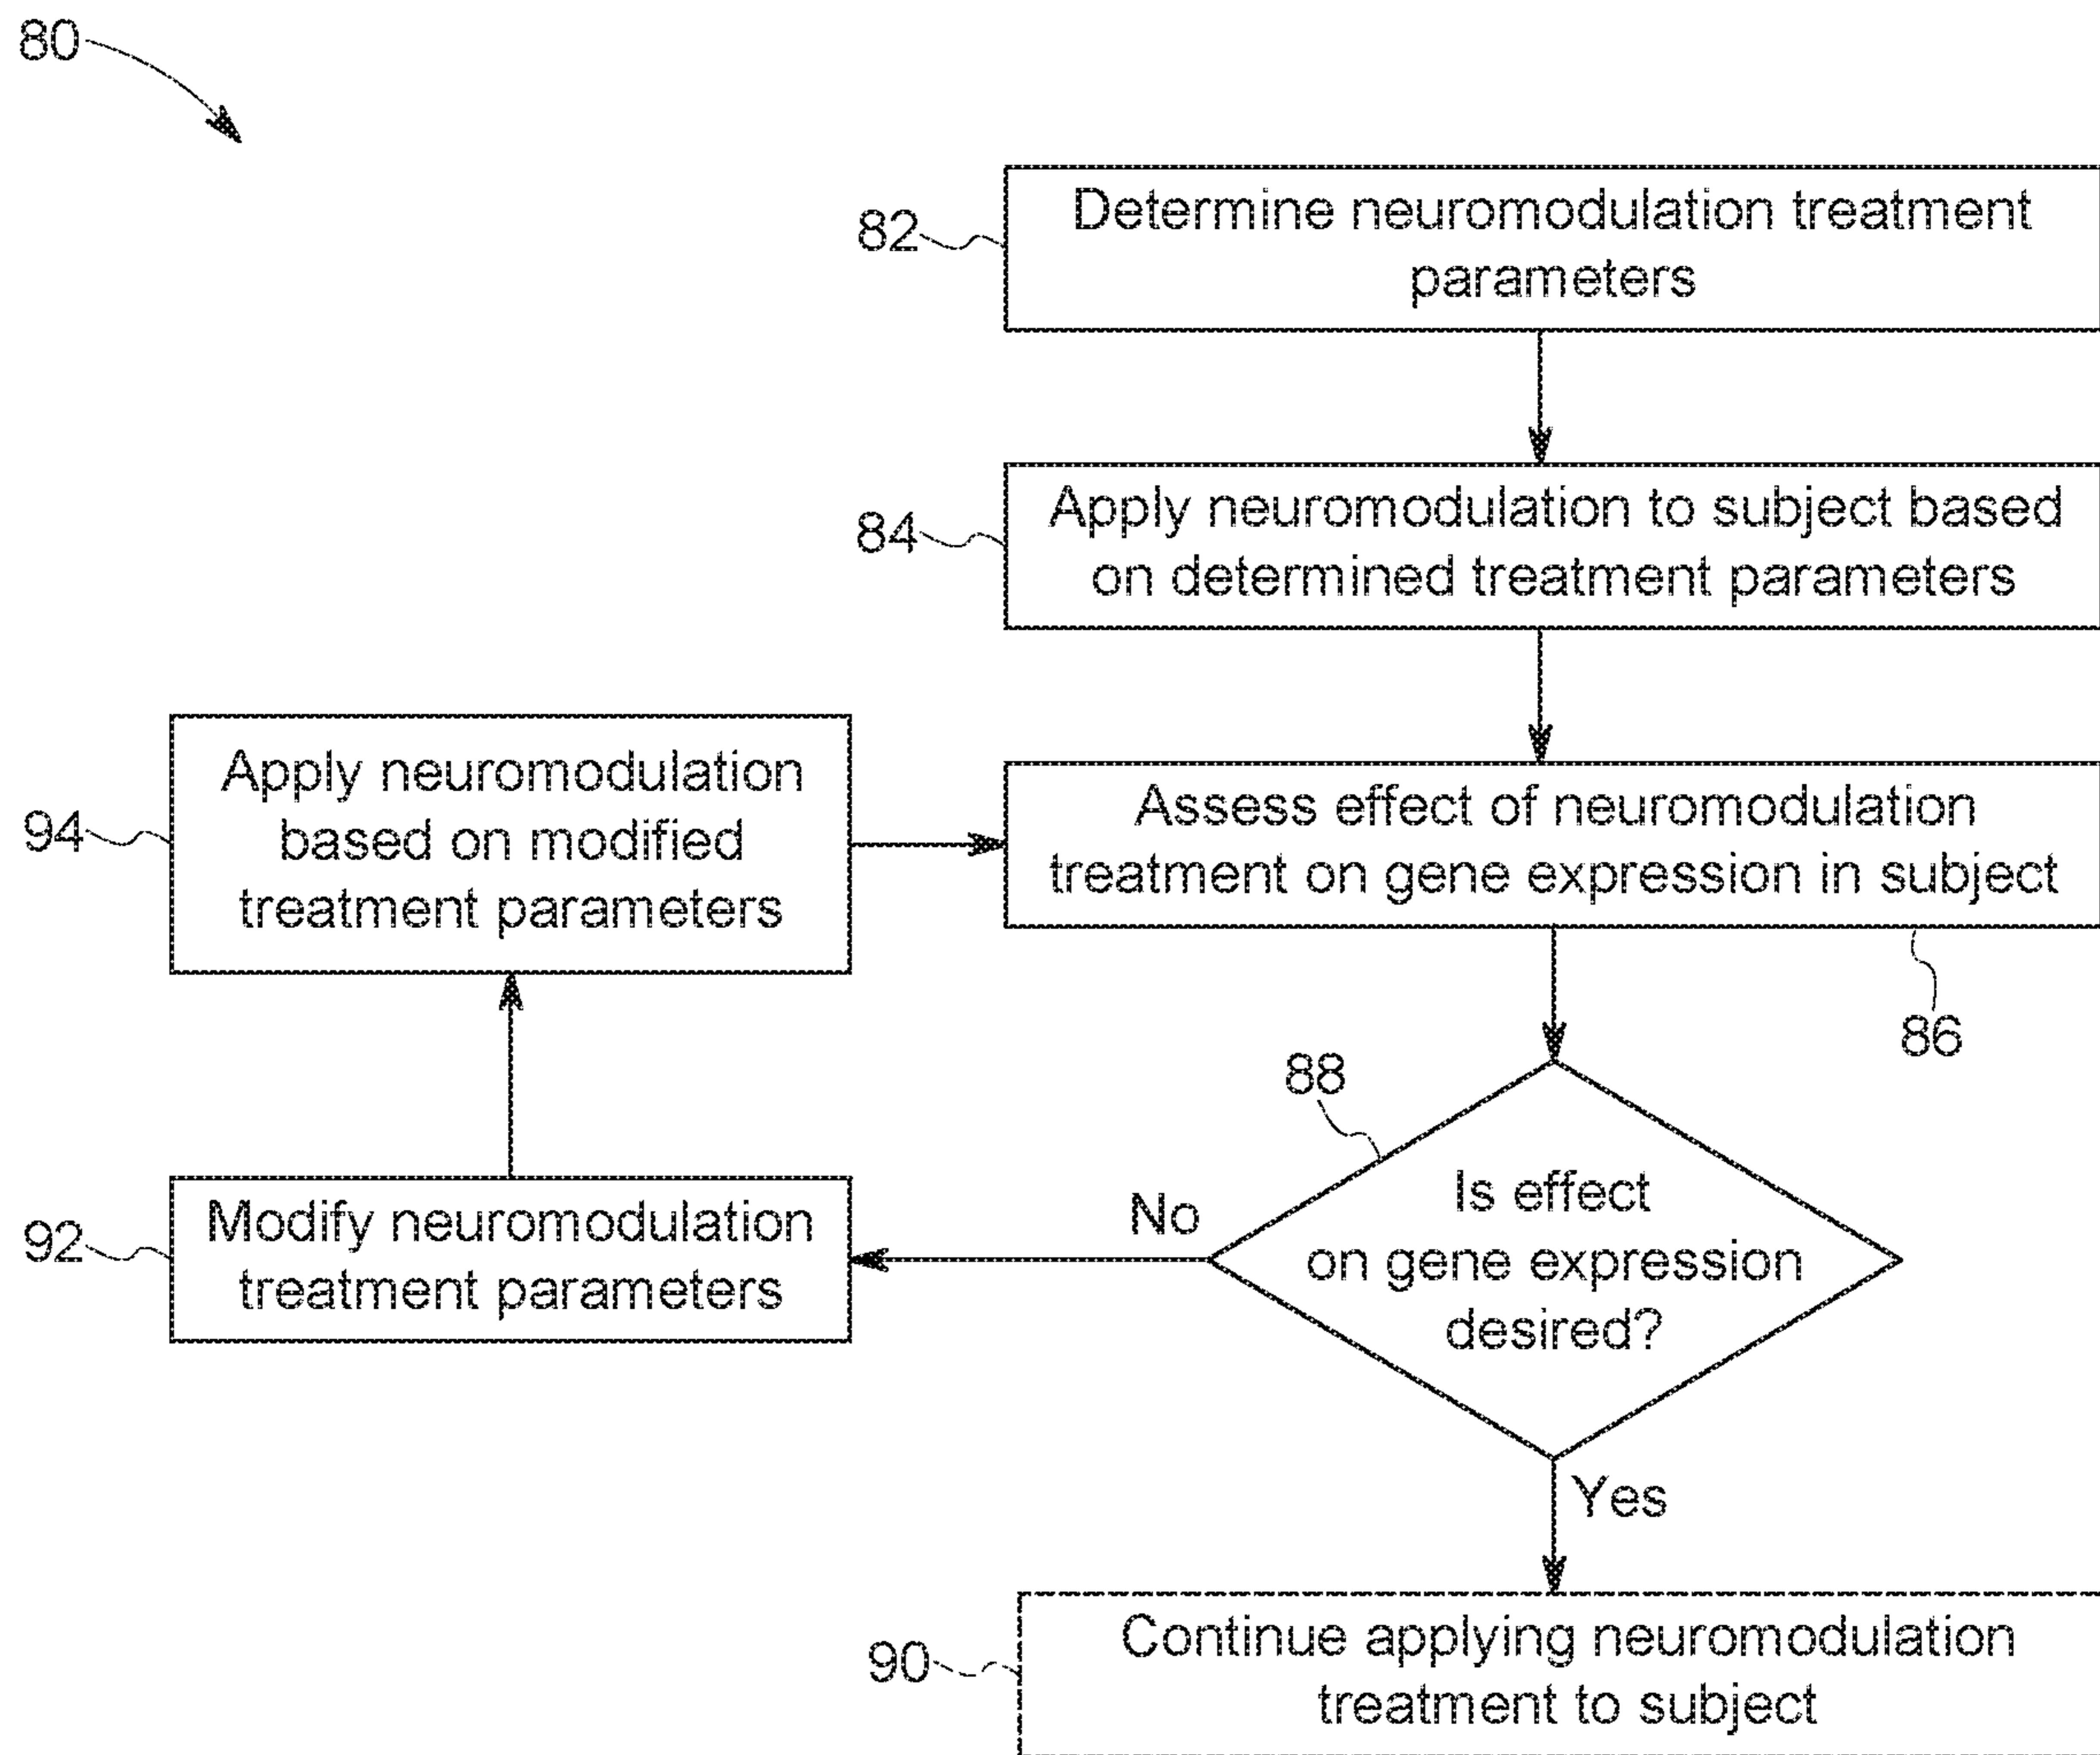 80
82
Determine neuromodulation treatment
parameters
84
Apply neuromodulation to subject based
on determined treatment parameters
94
Apply neuromodulation
based on modified
treatment parameters
Assess effect of neuromodulation
treatment on gene expression in subject
86
88
Is effect
on gene expression
desired?
No
92
Modify neuromodulation
treatment parameters
Yes
90
Continue applying neuromodulation
treatment to subject